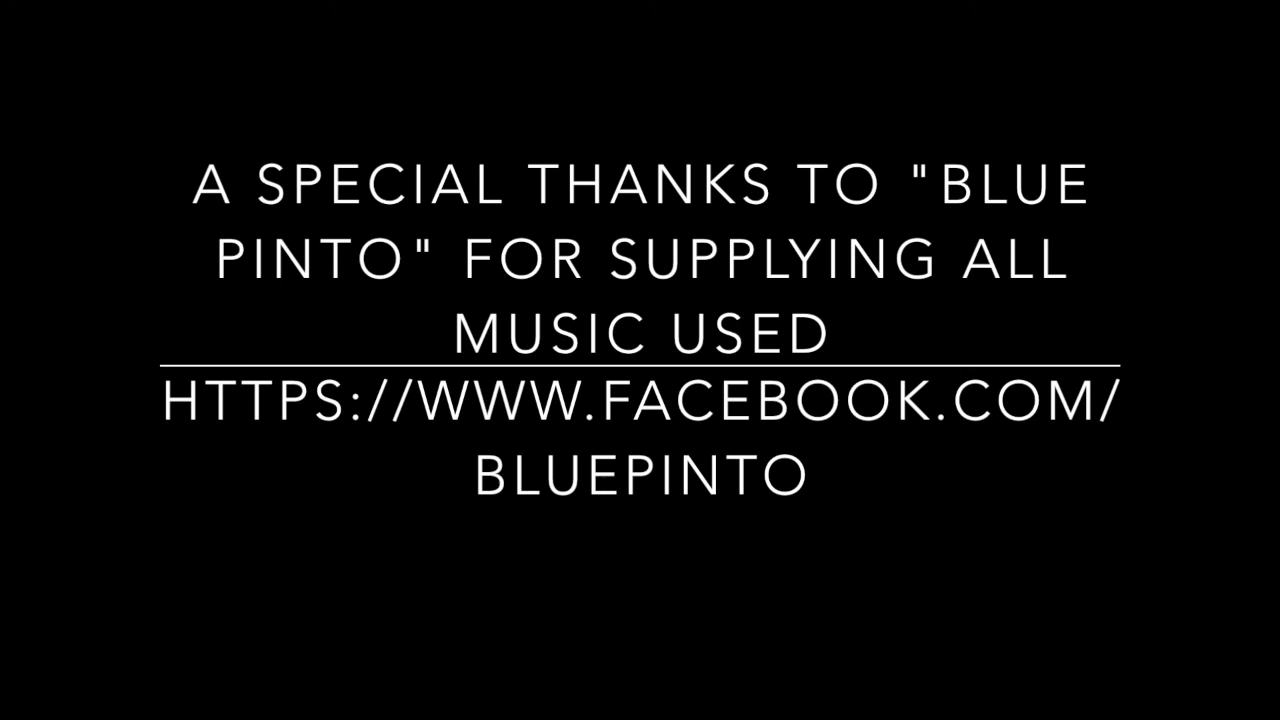 A SPECIAL THANKS TO "BLUE
PINTO" FOR SUPPLYING ALL
MUSIC USED
HTTPS://WWW.FACEBOOK.COM/
BLUEPINTO